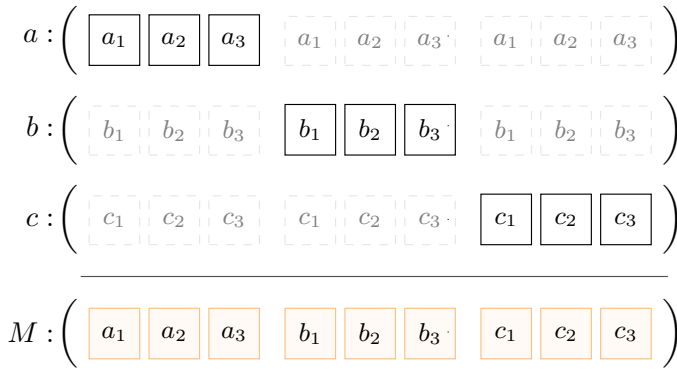 a : ( a₁ a₂ a₃ a₁ a₂ a₃ a₁ a₂ a₃ )
b : ( b₁ b₂ b₃ b₁ b₂ b₃ b₁ b₂ b₃ )
c : ( c₁ c₂ c₃ c₁ c₂ c₃ c₁ c₂ c₃ )
M : ( a₁ a₂ a₃ b₁ b₂ b₃ c₁ c₂ c₃ )